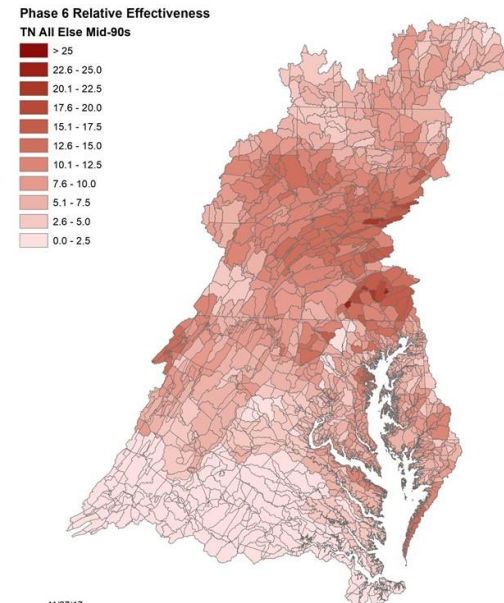 Phase 6 Relative Effectiveness
TN All Else Mid-90s
> 25
22.6 - 25.0
20.1 - 22.5
17.6 - 20.0
15.1 - 17.5
12.6 - 15.0
10.1 - 12.5
7.6 - 10.0
5.1 - 7.5
2.6 - 5.0
0.0 - 2.5